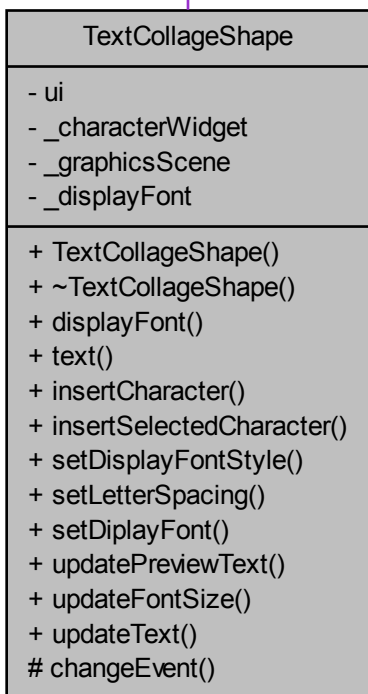 TextCollageShape
- ui
- _characterWidget
- _graphicsScene
- _displayFont
+ TextCollageShape()
+ ~TextCollageShape()
+ displayFont()
+ text()
+ insertCharacter()
+ insertSelectedCharacter()
+ setDisplayFontStyle()
+ setLetterSpacing()
+ setDiplayFont()
+ updatePreviewText()
+ updateFontSize()
+ updateText()
# changeEvent()